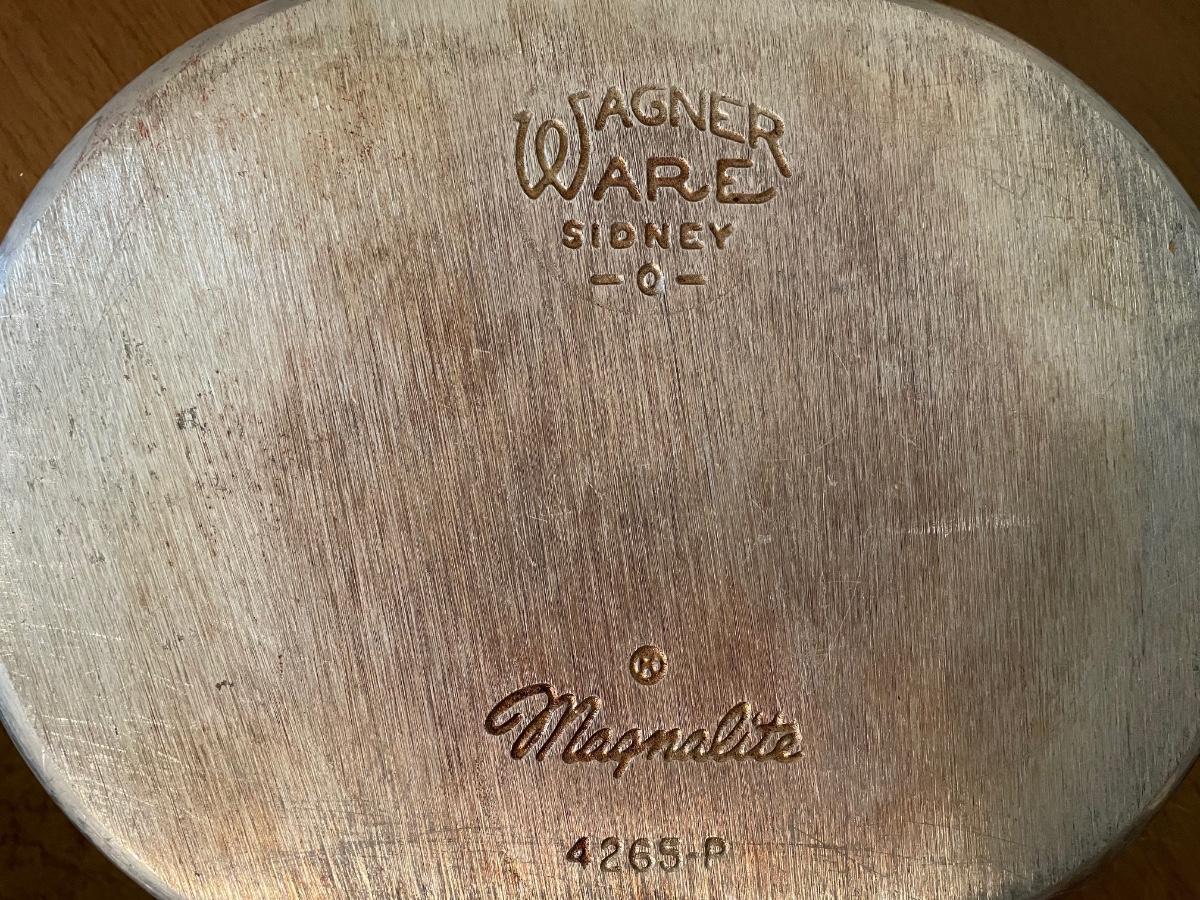 WAGNER
WARE
SIDNEY
-O-
K
Magnalite
4265-P